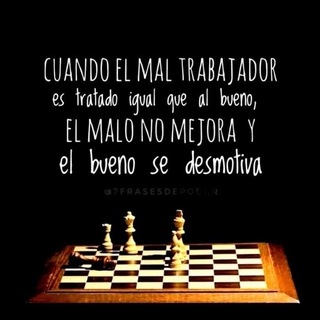 CUANDO EL MAL TRABAJADOR
es tratado igual que al bueno,
EL MALO NO MEJORA Y
el bueno se desmotiva